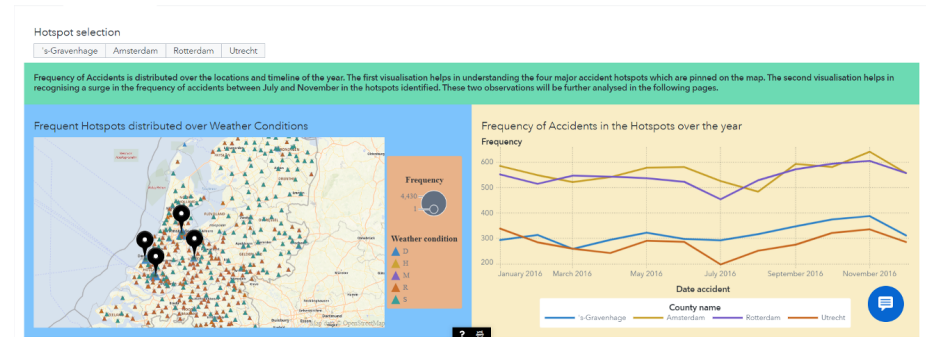 Hotspot selection
's-Gravenhage Amsterdam Rotterdam Utrecht
Frequency of Accidents is distributed over the locations and timeline of the year. The first visualisation helps in understanding the four major accident hotspots which are pinned on the map. The second visualisation helps in
recognising a surge in the frequency of accidents between July and November in the hotspots identified. These two observations will be further analysed in the following pages.
Frequent Hotspots distributed over Weather Conditions
Frequency
4,430
1
Weather condition
D
H
M
R
S
Frequency of Accidents in the Hotspots over the year
Frequency
600
500
400
300
200
January 2016 March 2016 May 2016 July 2016 September 2016 November 2016
Date accident
County name
's-Gravenhage Amsterdam Rotterdam Utrecht
?